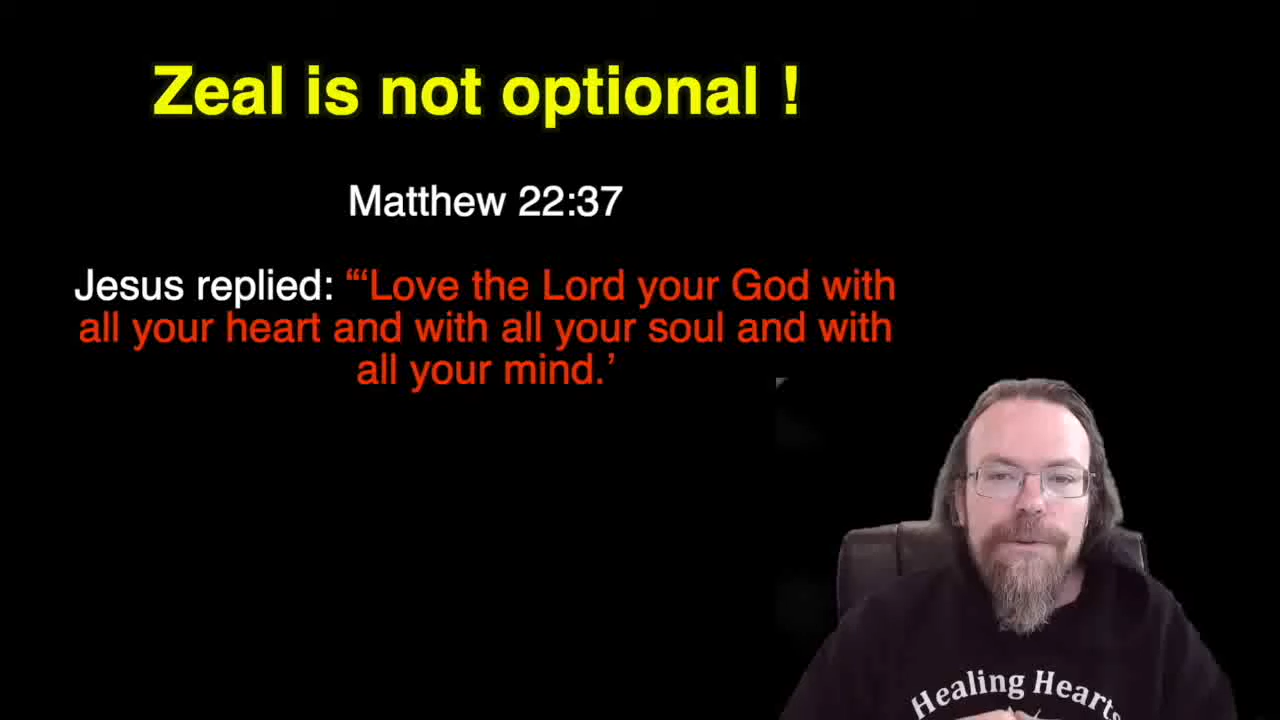 Zeal is not optional !
Matthew 22:37
Jesus replied: “‘Love the Lord your God with
all your heart and with all your soul and with
all your mind.’
Healing Hearts